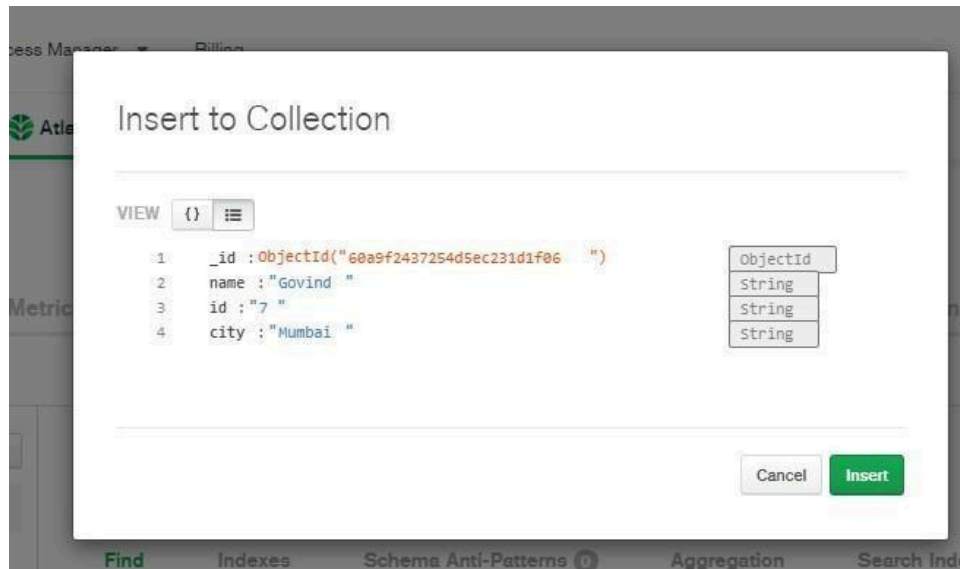 cess Manager Billing
Atla
Insert to Collection
VIEW {}
1 _id : ObjectId("60a9f2437254d5ec231d1f06 ") ObjectId
2 name : "Govind " String
3 id : "7 " String
4 city : "Mumbai " String
Metric
Cancel Insert
Find Indexes Schema Anti-Patterns 0 Aggregation Search Inde